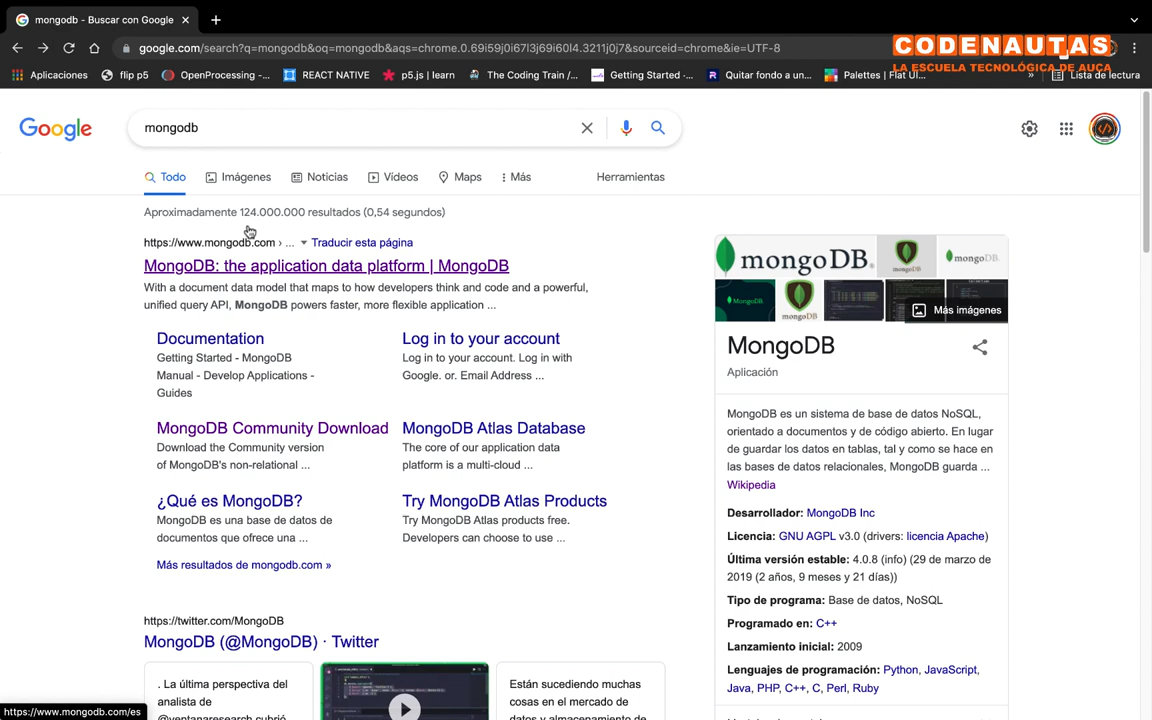 mongodb - Buscar con Google
google.com/search?q=mongodb&oq=mongodb&aqs=chrome.0.69i59j0i67l3j69i60l4.3211j0j7&sourceid=chrome&ie=UTF-8
CODENAUTAS
LA ESCUELA TECNOLÓGICA DE AUCA
Aplicaciones
flip p5
OpenProcessing -...
REACT NATIVE
p5.js | learn
The Coding Train /...
Getting Started ·...
Quitar fondo a un...
Palettes | Flat UI...
»
Lista de lectura
Google
mongodb
Todo
Imágenes
Noticias
Vídeos
Maps
Más
Herramientas
Aproximadamente 124.000.000 resultados (0,54 segundos)
https://www.mongodb.com › ... Traducir esta página
MongoDB: the application data platform | MongoDB
With a document data model that maps to how developers think and code and a powerful,
unified query API, MongoDB powers faster, more flexible application ...
Documentation
Getting Started - MongoDB
Manual - Develop Applications -
Guides
Log in to your account
Log in to your account. Log in with
Google. or. Email Address ...
MongoDB Community Download
Download the Community version
of MongoDB's non-relational ...
MongoDB Atlas Database
The core of our application data
platform is a multi-cloud ...
¿Qué es MongoDB?
MongoDB es una base de datos de
documentos que ofrece una ...
Try MongoDB Atlas Products
Try MongoDB Atlas products free.
Developers can choose to use ...
Más resultados de mongodb.com »
https://twitter.com/MongoDB
MongoDB (@MongoDB) · Twitter
. La última perspectiva del
analista de
@ventanaresearch cubrió
Están sucediendo muchas
cosas en el mercado de
datos y almacenamiento de
mongoDB.
mongoDB
mongoDB.
mongoDB
mongoDB
Más imágenes
MongoDB
Aplicación
MongoDB es un sistema de base de datos NoSQL,
orientado a documentos y de código abierto. En lugar
de guardar los datos en tablas, tal y como se hace en
las bases de datos relacionales, MongoDB guarda ...
Wikipedia
Desarrollador: MongoDB Inc
Licencia: GNU AGPL v3.0 (drivers: licencia Apache)
Última versión estable: 4.0.8 (info) (29 de marzo de
2019 (2 años, 9 meses y 21 días))
Tipo de programa: Base de datos, NoSQL
Programado en: C++
Lanzamiento inicial: 2009
Lenguajes de programación: Python, JavaScript,
Java, PHP, C++, C, Perl, Ruby
https://www.mongodb.com/es